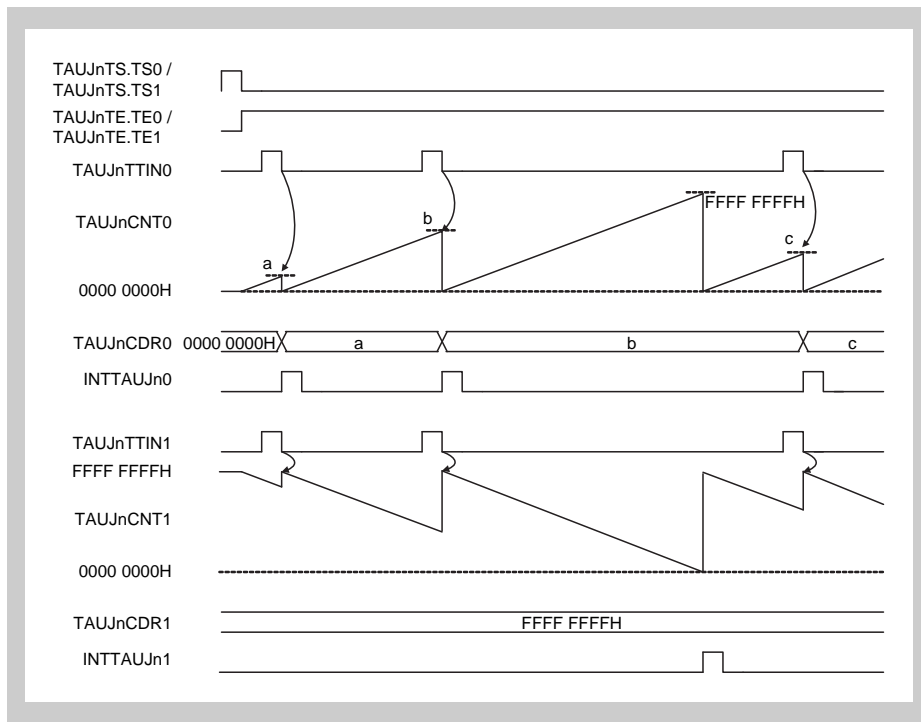 TAUJnTS.TS0 /
TAUJnTS.TS1
TAUJnTE.TE0 /
TAUJnTE.TE1
TAUJnTTIN0
FFFF FFFFH
TAUJnCNT0
b
c
a
0000 0000H
TAUJnCDR0 0000 0000H a b c
INTTAUJn0
TAUJnTTIN1
FFFF FFFFH
TAUJnCNT1
0000 0000H
TAUJnCDR1 FFFF FFFFH
INTTAUJn1